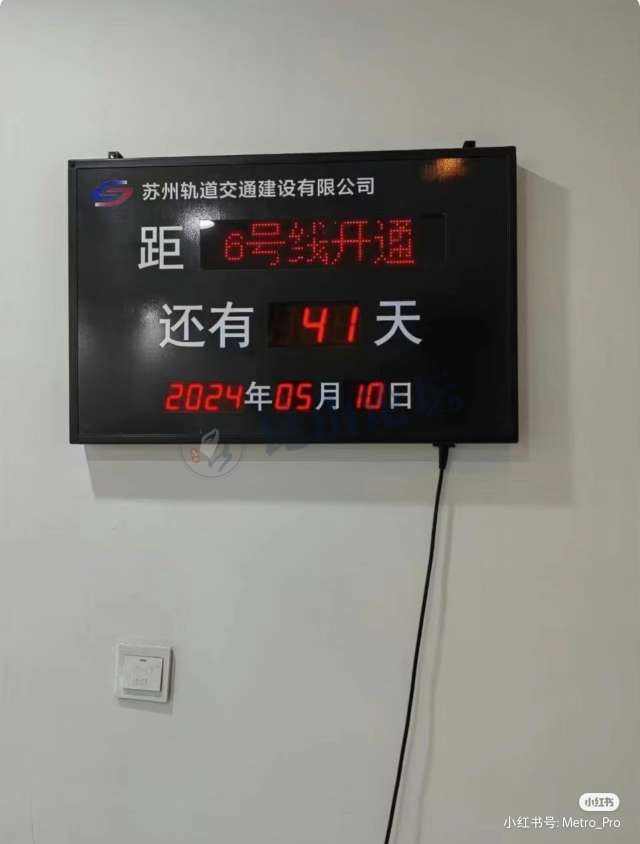 苏州轨道交通建设有限公司
距 6号线开通
还有 41 天
2024年05月10日
小红书
小红书号: Metro_Pro